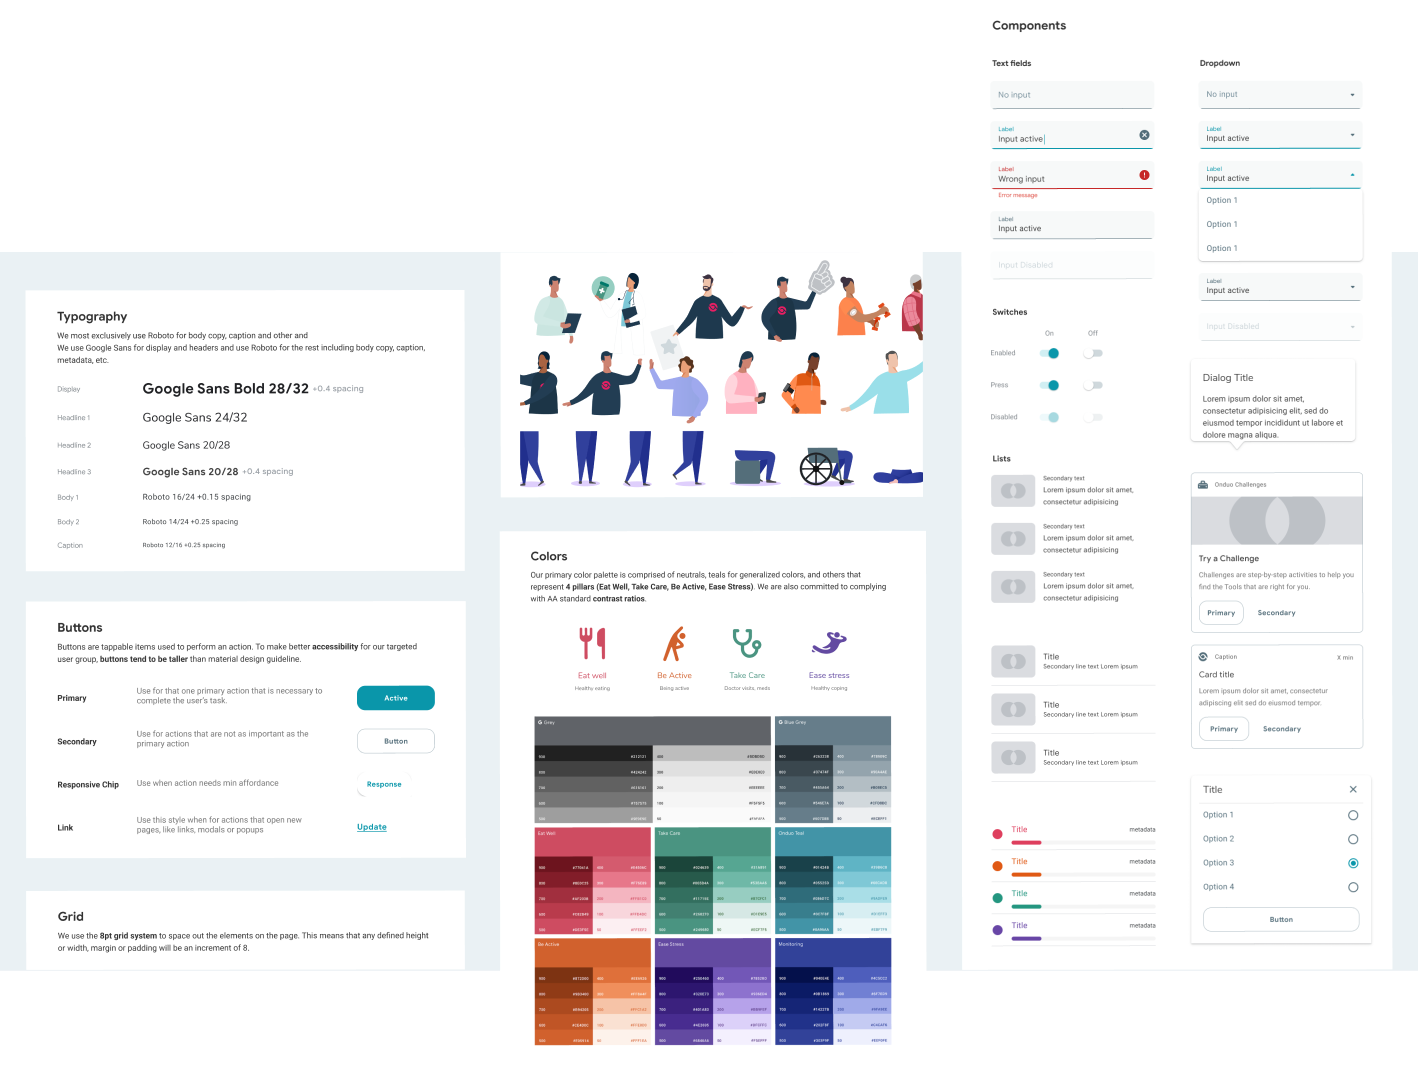 Typography
We most exclusively use Roboto for body copy, caption and other and
We use Google Sans for display and headers and use Roboto for the rest including body copy, caption,
metadata, etc.
Display
Google Sans Bold 28/32 +0.4 spacing
Headline 1
Google Sans 24/32
Headline 2
Google Sans 20/28
Headline 3
Google Sans 20/28 +0.4 spacing
Body 1
Roboto 16/24 +0.15 spacing
Body 2
Roboto 14/24 +0.25 spacing
Caption
Roboto 12/16 +0.25 spacing
Buttons
Buttons are tappable items used to perform an action. To make better accessibility for our targeted
user group, buttons tend to be taller than material design guideline.
Primary
Use for that one primary action that is necessary to
complete the user's task.
Active
Secondary
Use for actions that are not as important as the
primary action
Button
Responsive Chip
Use when action needs min affordance
Response
Link
Use this style when for actions that open new
pages, like links, modals or popups
Update
Grid
We use the 8pt grid system to space out the elements on the page. This means that any defined height
or width, margin or padding will be an increment of 8.
Colors
Our primary color palette is comprised of neutrals, teals for generalized colors, and others that
represent 4 pillars (Eat Well, Take Care, Be Active, Ease Stress). We are also committed to complying
with AA standard contrast ratios.
Eat well
Healthy eating
Be Active
Being active
Take Care
Doctor visits, meds
Ease stress
Healthy coping
G Grey
G Blue Grey
Eat Well
Take Care
Onduo Teal
Be Active
Ease Stress
Monitoring
Components
Text fields
No input
Label
Input active
Label
Wrong input
Error message
Label
Input active
Input Disabled
Dropdown
No input
Label
Input active
Label
Input active
Option 1
Option 1
Option 1
Label
Input active
Input Disabled
Switches
On
Off
Enabled
Press
Disabled
Dialog Title
Lorem ipsum dolor sit amet,
consectetur adipisicing elit, sed do
eiusmod tempor incididunt ut labore et
dolore magna aliqua.
Lists
Secondary text
Lorem ipsum dolor sit amet,
consectetur adipisicing
Secondary text
Lorem ipsum dolor sit amet,
consectetur adipisicing
Secondary text
Lorem ipsum dolor sit amet,
consectetur adipisicing
Title
Secondary line text Lorem ipsum
Title
Secondary line text Lorem ipsum
Title
Secondary line text Lorem ipsum
Title
metadata
Title
metadata
Title
metadata
Title
metadata
Onduo Challenges
Try a Challenge
Challenges are step-by-step activities to help you
find the Tools that are right for you.
Primary
Secondary
Caption
X min
Card title
Lorem ipsum dolor sit amet, consectetur
adipisicing elit sed do eiusmod tempor.
Primary
Secondary
Title
Option 1
Option 2
Option 3
Option 4
Button